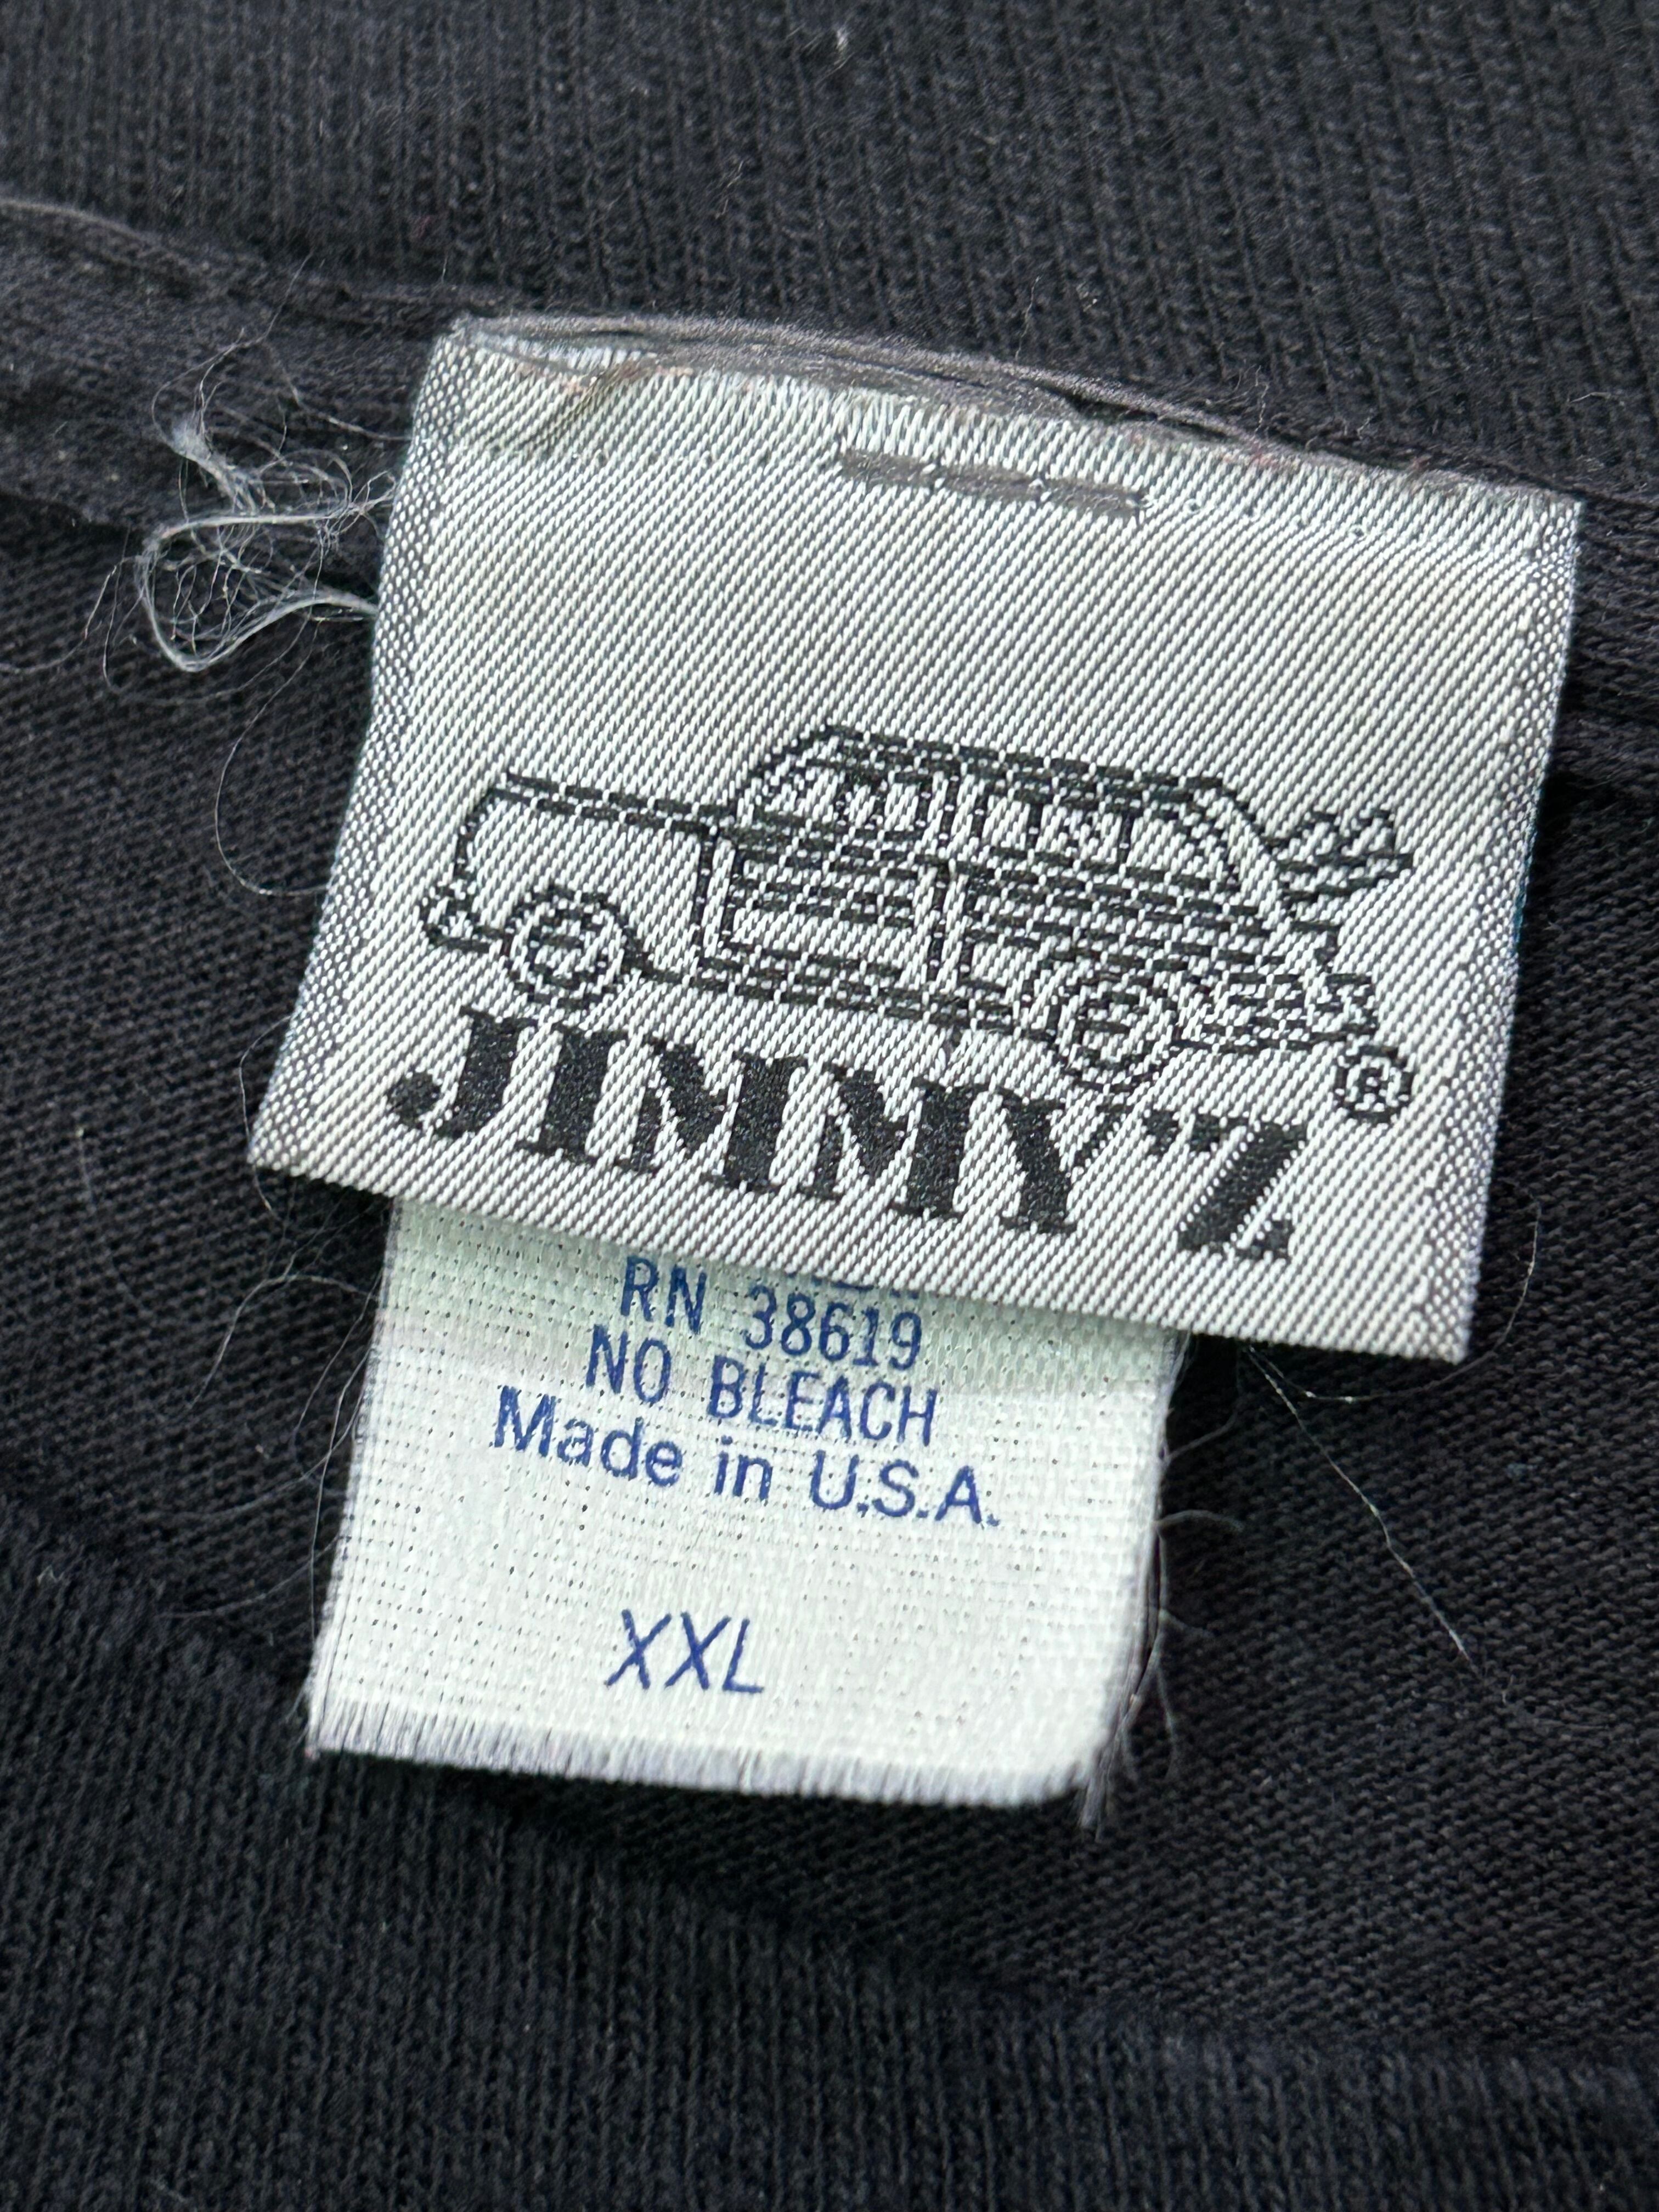 ®
JIMMY'Z
RN 38619
NO BLEACH
Made in U.S.A.
XXL